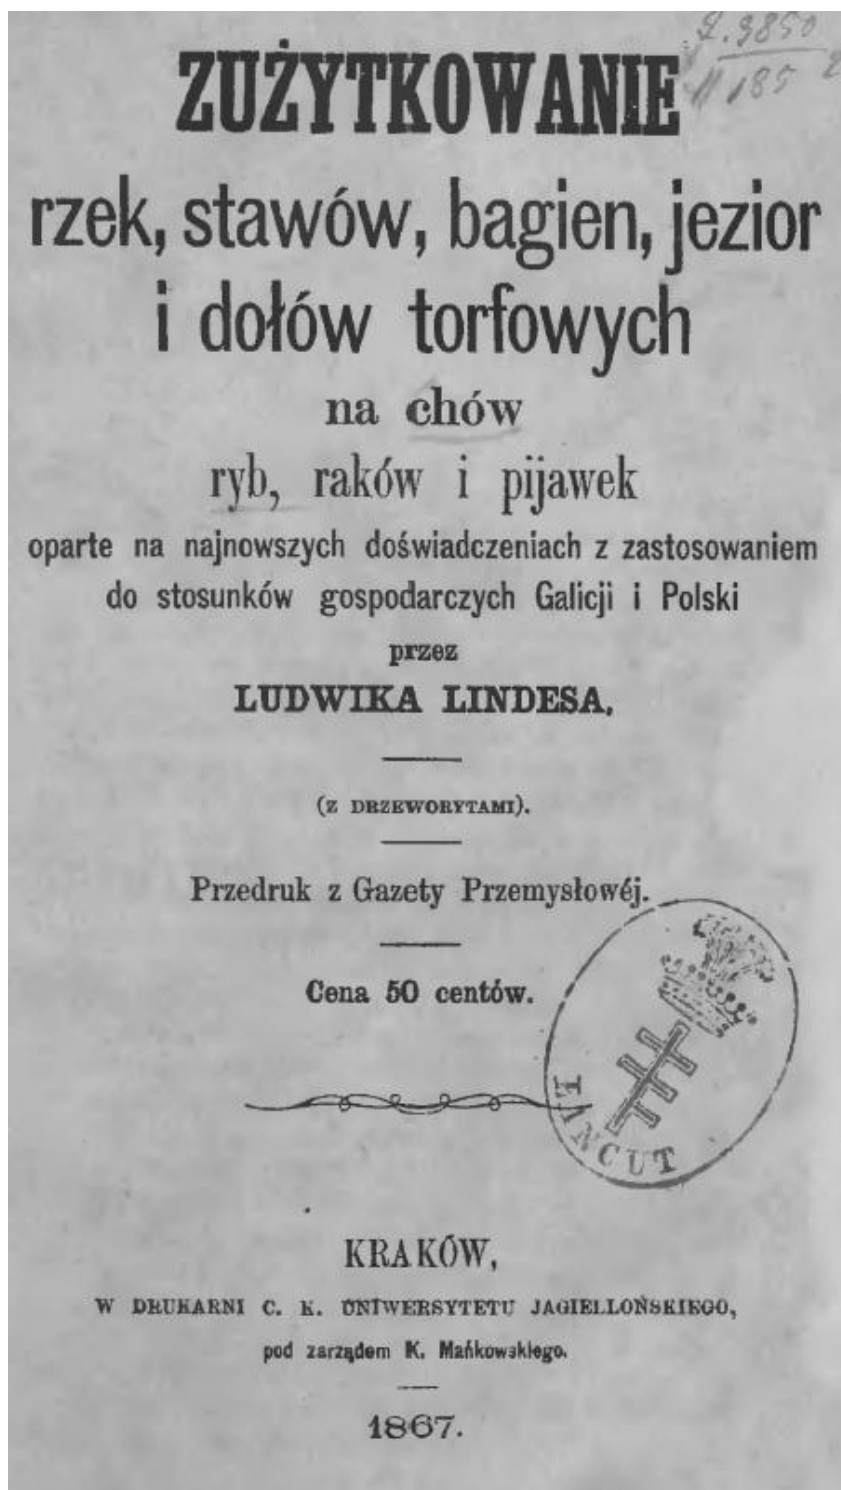 ZUŻYTKOWANIE
rzek, stawów, bagien, jezior
i dołów torfowych
na chów
ryb, raków i pijawek
oparte na najnowszych doświadczeniach z zastosowaniem
do stosunków gospodarczych Galicji i Polski
przez
LUDWIKA LINDESA.
(Z DRZEWORYTAMI).
Przedruk z Gazety Przemysłowéj.
Cena 50 centów.
ŁAŃCUT
KRAKÓW,
W DRUKARNI C. K. UNIWERSYTETU JAGIELLOŃSKIEGO,
pod zarządem K. Mańkowskiego.
1867.